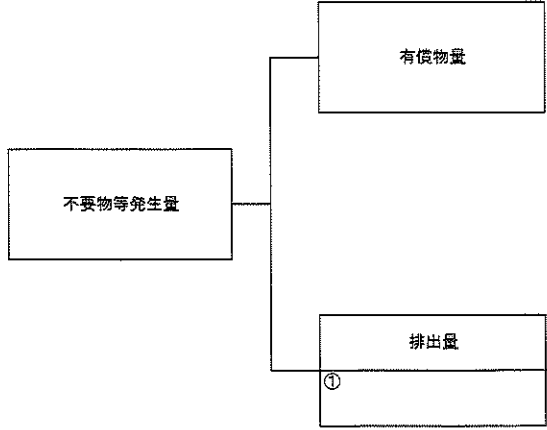 有償物量
不要物等発生量
排出量
①